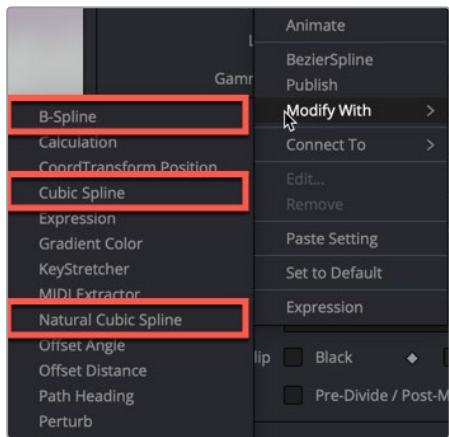 Animate
BezierSpline
Gamr
Publish
Modify With
Connect To
Edit...
Remove
Paste Setting
Set to Default
Expression
B-Spline
Calculation
CoordTransform Position
Cubic Spline
Expression
Gradient Color
KeyStretcher
MIDI Extractor
Natural Cubic Spline
Offset Angle
Offset Distance
Path Heading
Perturb
lip Black
Pre-Divide / Post-M